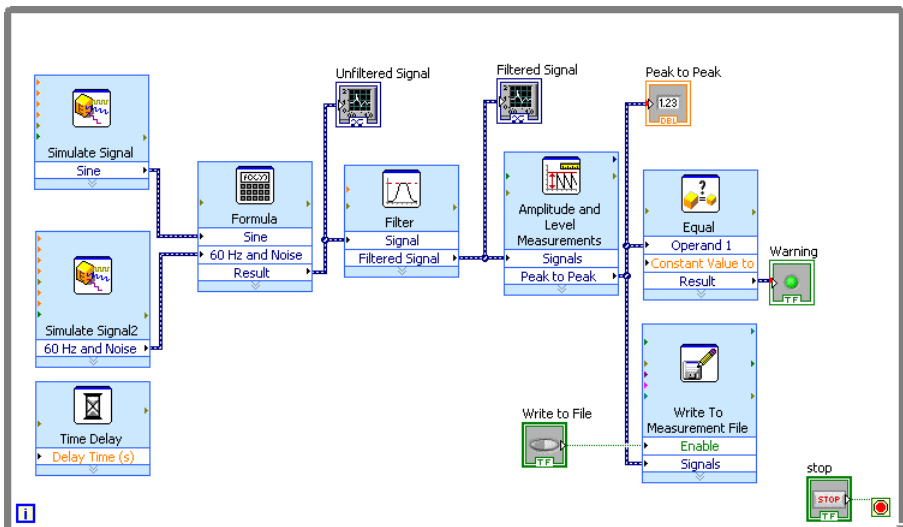 Unfiltered Signal
Filtered Signal
Peak to Peak
1.23
DBL
Simulate Signal
Sine
f(x,y)
Formula
Sine
60 Hz and Noise
Result
Filter
Signal
Filtered Signal
Amplitude and
Level
Measurements
Signals
Peak to Peak
?
=
Equal
Operand 1
Constant Value to
Result
Warning
TF
Simulate Signal2
60 Hz and Noise
Time Delay
Delay Time (s)
Write to File
TF
Write To
Measurement File
Enable
Signals
stop
STOP
TF
i